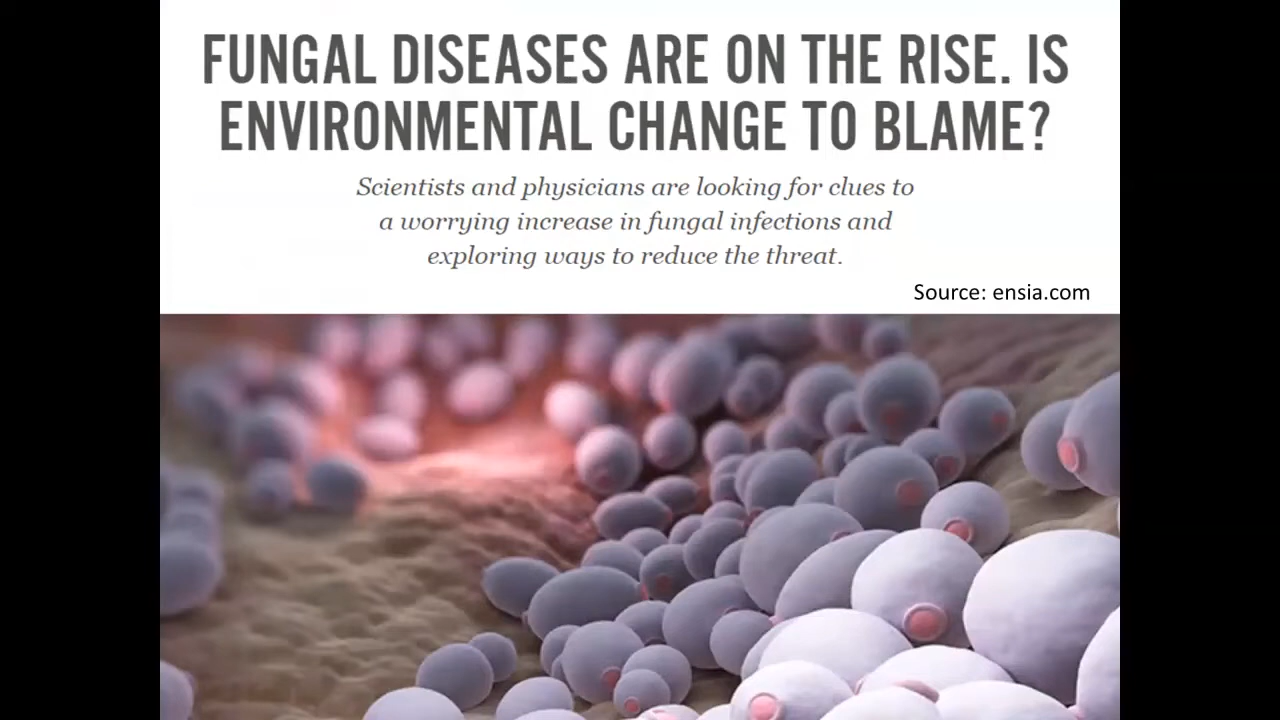 FUNGAL DISEASES ARE ON THE RISE. IS
ENVIRONMENTAL CHANGE TO BLAME?
Scientists and physicians are looking for clues to
a worrying increase in fungal infections and
exploring ways to reduce the threat.
Source: ensia.com